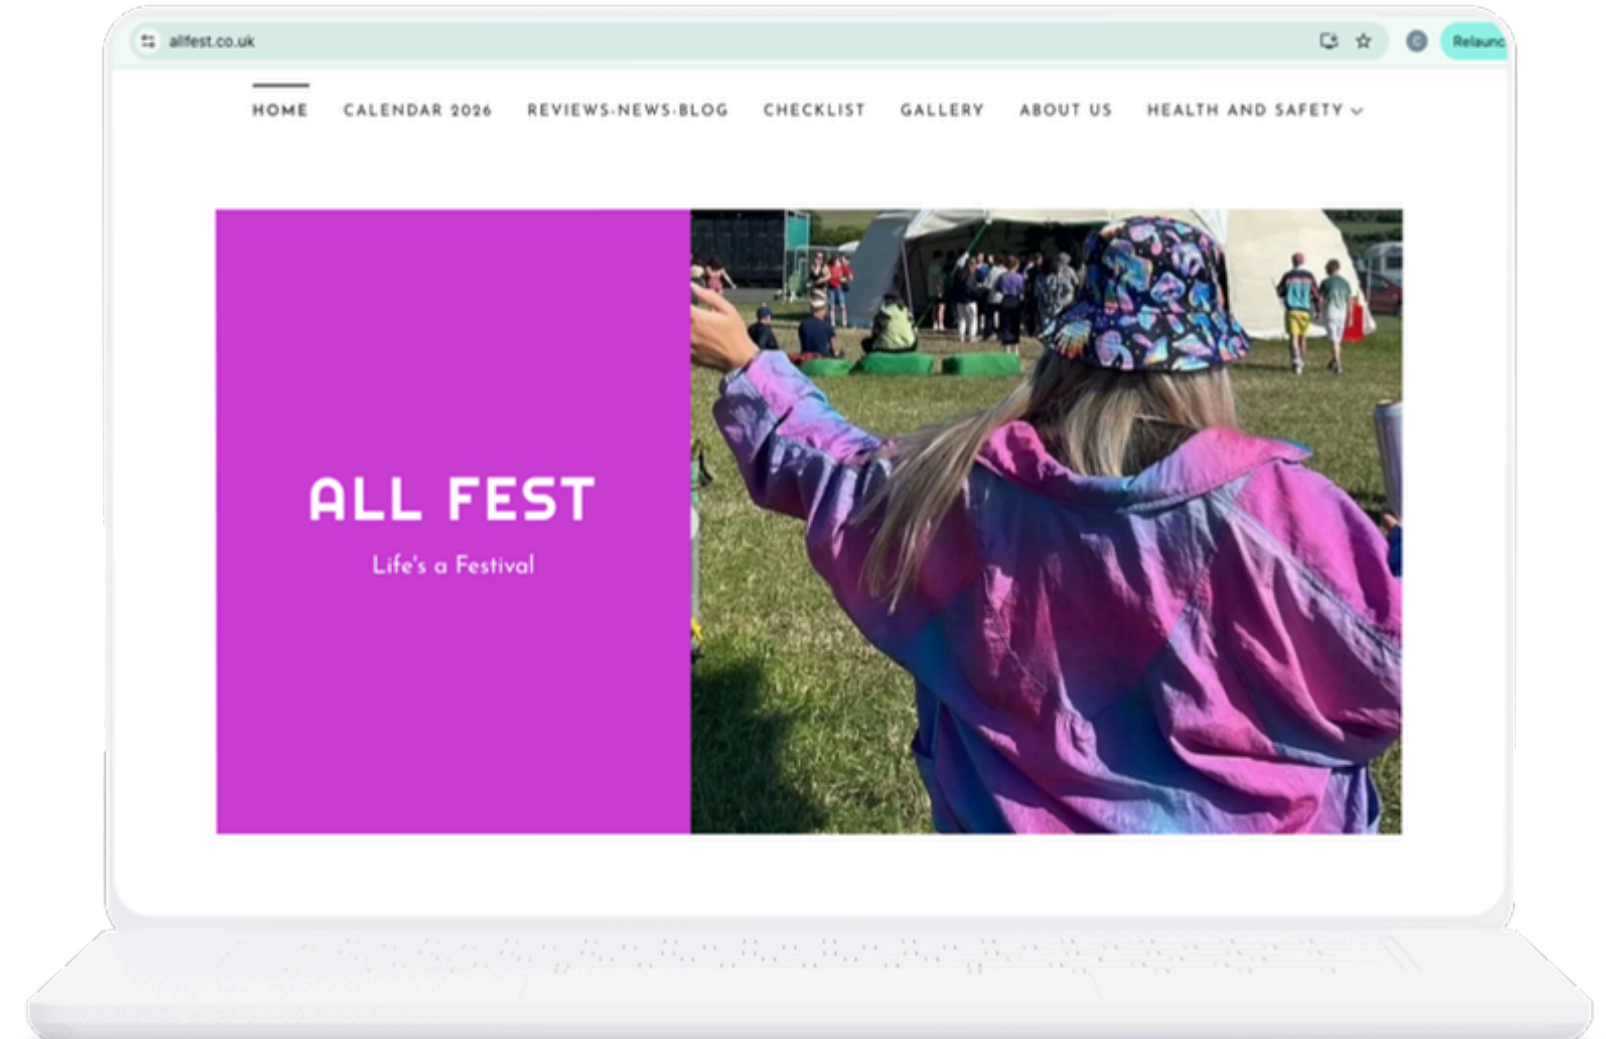 allfest.co.uk
Relaunc
HOME CALENDAR 2026 REVIEWS·NEWS·BLOG CHECKLIST GALLERY ABOUT US HEALTH AND SAFETY
ALL FEST
Life's a Festival